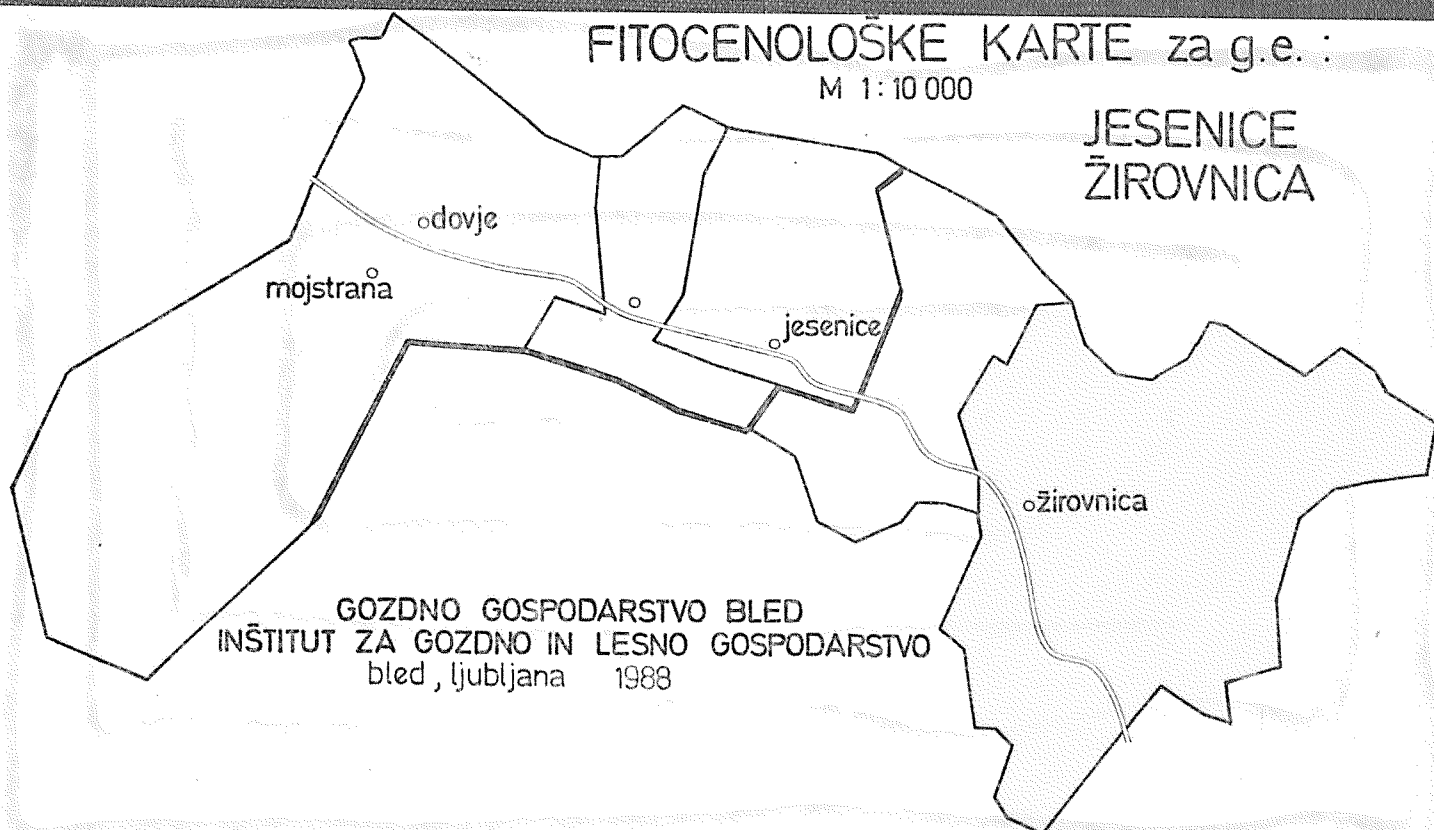 FITOCENOLOŠKE KARTE za g.e. :
M 1:10 000
JESENICE
ŽIROVNICA
dovje
mojstrana
jesenice
žirovnica
GOZDNO GOSPODARSTVO BLED
INŠTITUT ZA GOZDNO IN LESNO GOSPODARSTVO
bled, ljubljana 1988